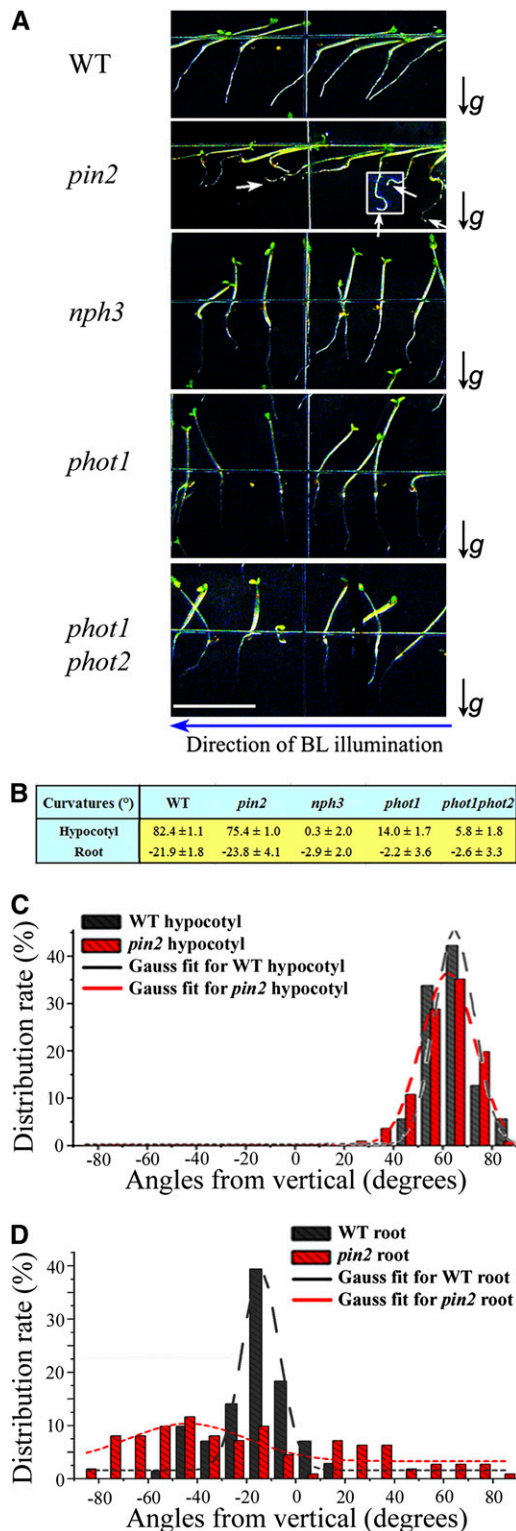 A
WT
g
pin2
g
nph3
g
phot1
g
phot1
phot2
g
Direction of BL illumination
B
Curvatures (°) WT pin2 nph3 phot1 phot1phot2
Hypocotyl 82.4 ±1.1 75.4 ± 1.0 0.3 ± 2.0 14.0 ± 1.7 5.8 ± 1.8
Root -21.9 ±1.8 -23.8 ± 4.1 -2.9 ± 2.0 -2.2 ± 3.6 -2.6 ± 3.3
C
WT hypocotyl
pin2 hypocotyl
Gauss fit for WT hypocotyl
Gauss fit for pin2 hypocotyl
Distribution rate (%)
40
30
20
10
0
-80 -60 -40 -20 0 20 40 60 80
Angles from vertical (degrees)
D
WT root
pin2 root
Gauss fit for WT root
Gauss fit for pin2 root
Distribution rate (%)
40
30
20
10
0
-80 -60 -40 -20 0 20 40 60 80
Angles from vertical (degrees)